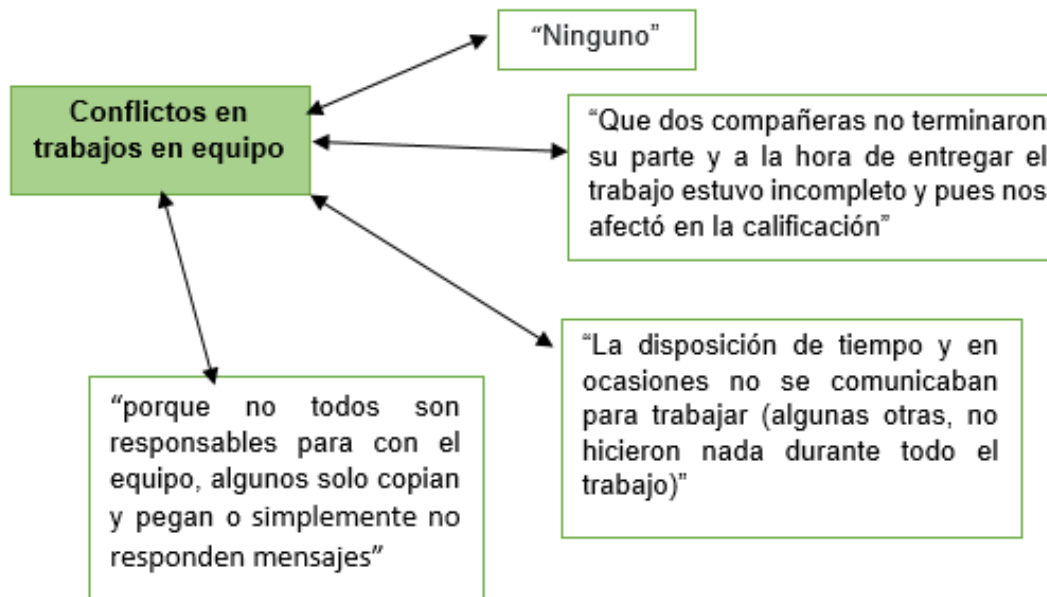 “Ninguno”
Conflictos en
trabajos en equipo
“Que dos compañeras no terminaron
su parte y a la hora de entregar el
trabajo estuvo incompleto y pues nos
afectó en la calificación”
“La disposición de tiempo y en
ocasiones no se comunicaban
para trabajar (algunas otras, no
hicieron nada durante todo el
trabajo)”
“porque no todos son
responsables para con el
equipo, algunos solo copian
y pegan o simplemente no
responden mensajes”